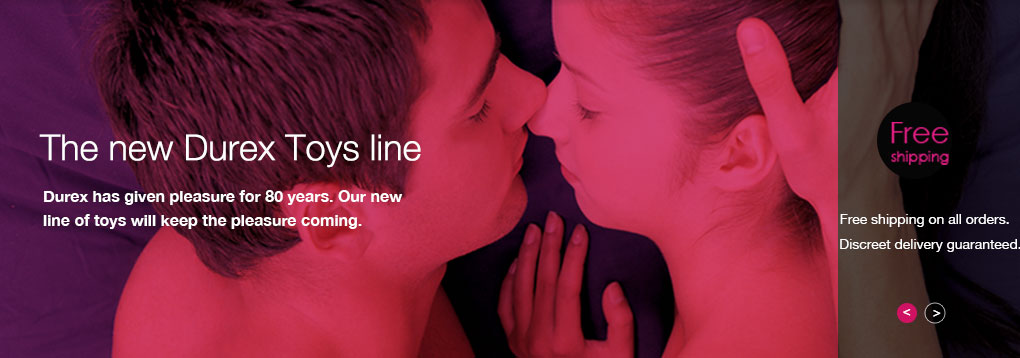 The new Durex Toys line
Durex has given pleasure for 80 years. Our new
line of toys will keep the pleasure coming.
Free
shipping
Free shipping on all orders.
Discreet delivery guaranteed.
< >